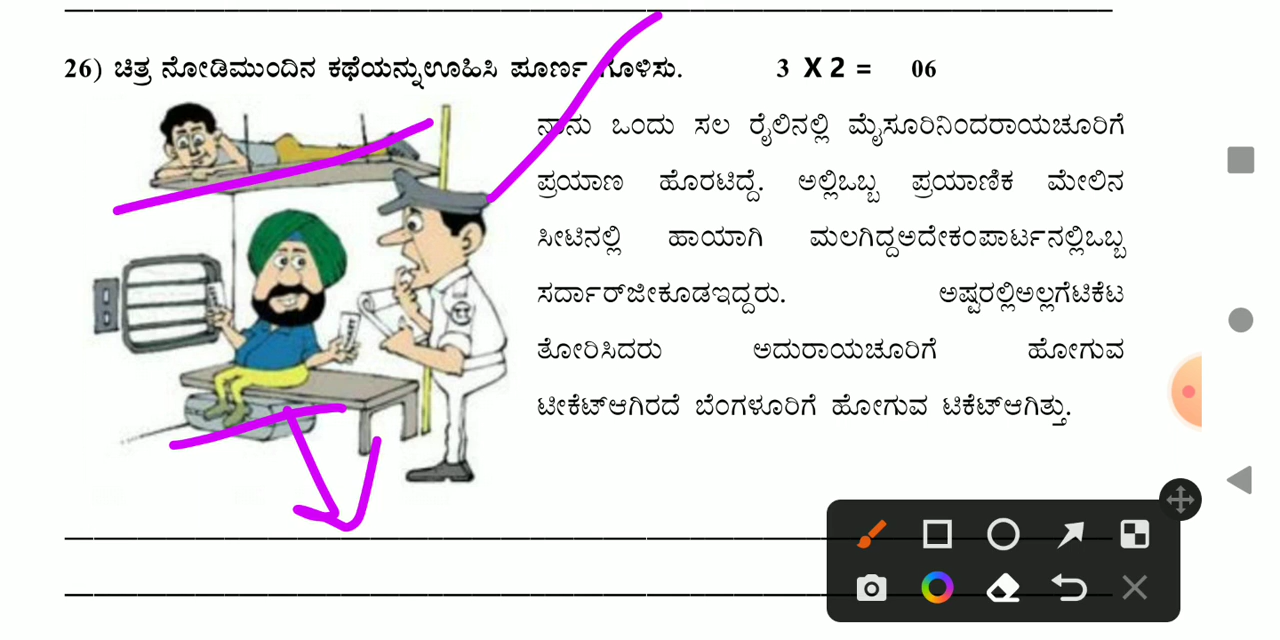 26) ಚಿತ್ರ ನೋಡಿಮುಂದಿನ ಕಥೆಯನ್ನುಊಹಿಸಿ ಪೂರ್ಣ ಗೊಳಿಸು. 3 X 2 = 06
ನಾನು ಒಂದು ಸಲ ರೈಲಿನಲ್ಲಿ ಮೈಸೂರಿನಿಂದರಾಯಚೂರಿಗೆ
ಪ್ರಯಾಣ ಹೊರಟಿದ್ದೆ. ಅಲ್ಲಿಒಬ್ಬ ಪ್ರಯಾಣಿಕ ಮೇಲಿನ
ಸೀಟಿನಲ್ಲಿ ಹಾಯಾಗಿ ಮಲಗಿದ್ದಅದೇಕಂಪಾರ್ಟನಲ್ಲಿಒಬ್ಬ
ಸರ್ದಾರ್‌ಜೀಕೂಡಇದ್ದರು. ಅಷ್ಟರಲ್ಲಿಅಲ್ಲಗೆಟಿಕೆಟ
ತೋರಿಸಿದರು ಅದುರಾಯಚೂರಿಗೆ ಹೋಗುವ
ಟೀಕೆಟ್‌ಆಗಿರದೆ ಬೆಂಗಳೂರಿಗೆ ಹೋಗುವ ಟಿಕೆಟ್‌ಆಗಿತ್ತು.